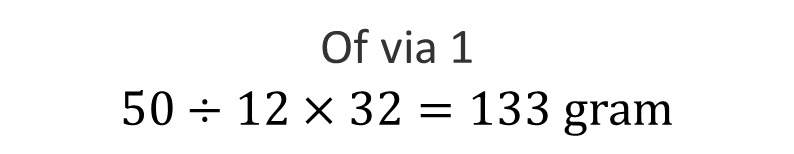 Of via 1
50 ÷ 12 × 32 = 133 gram